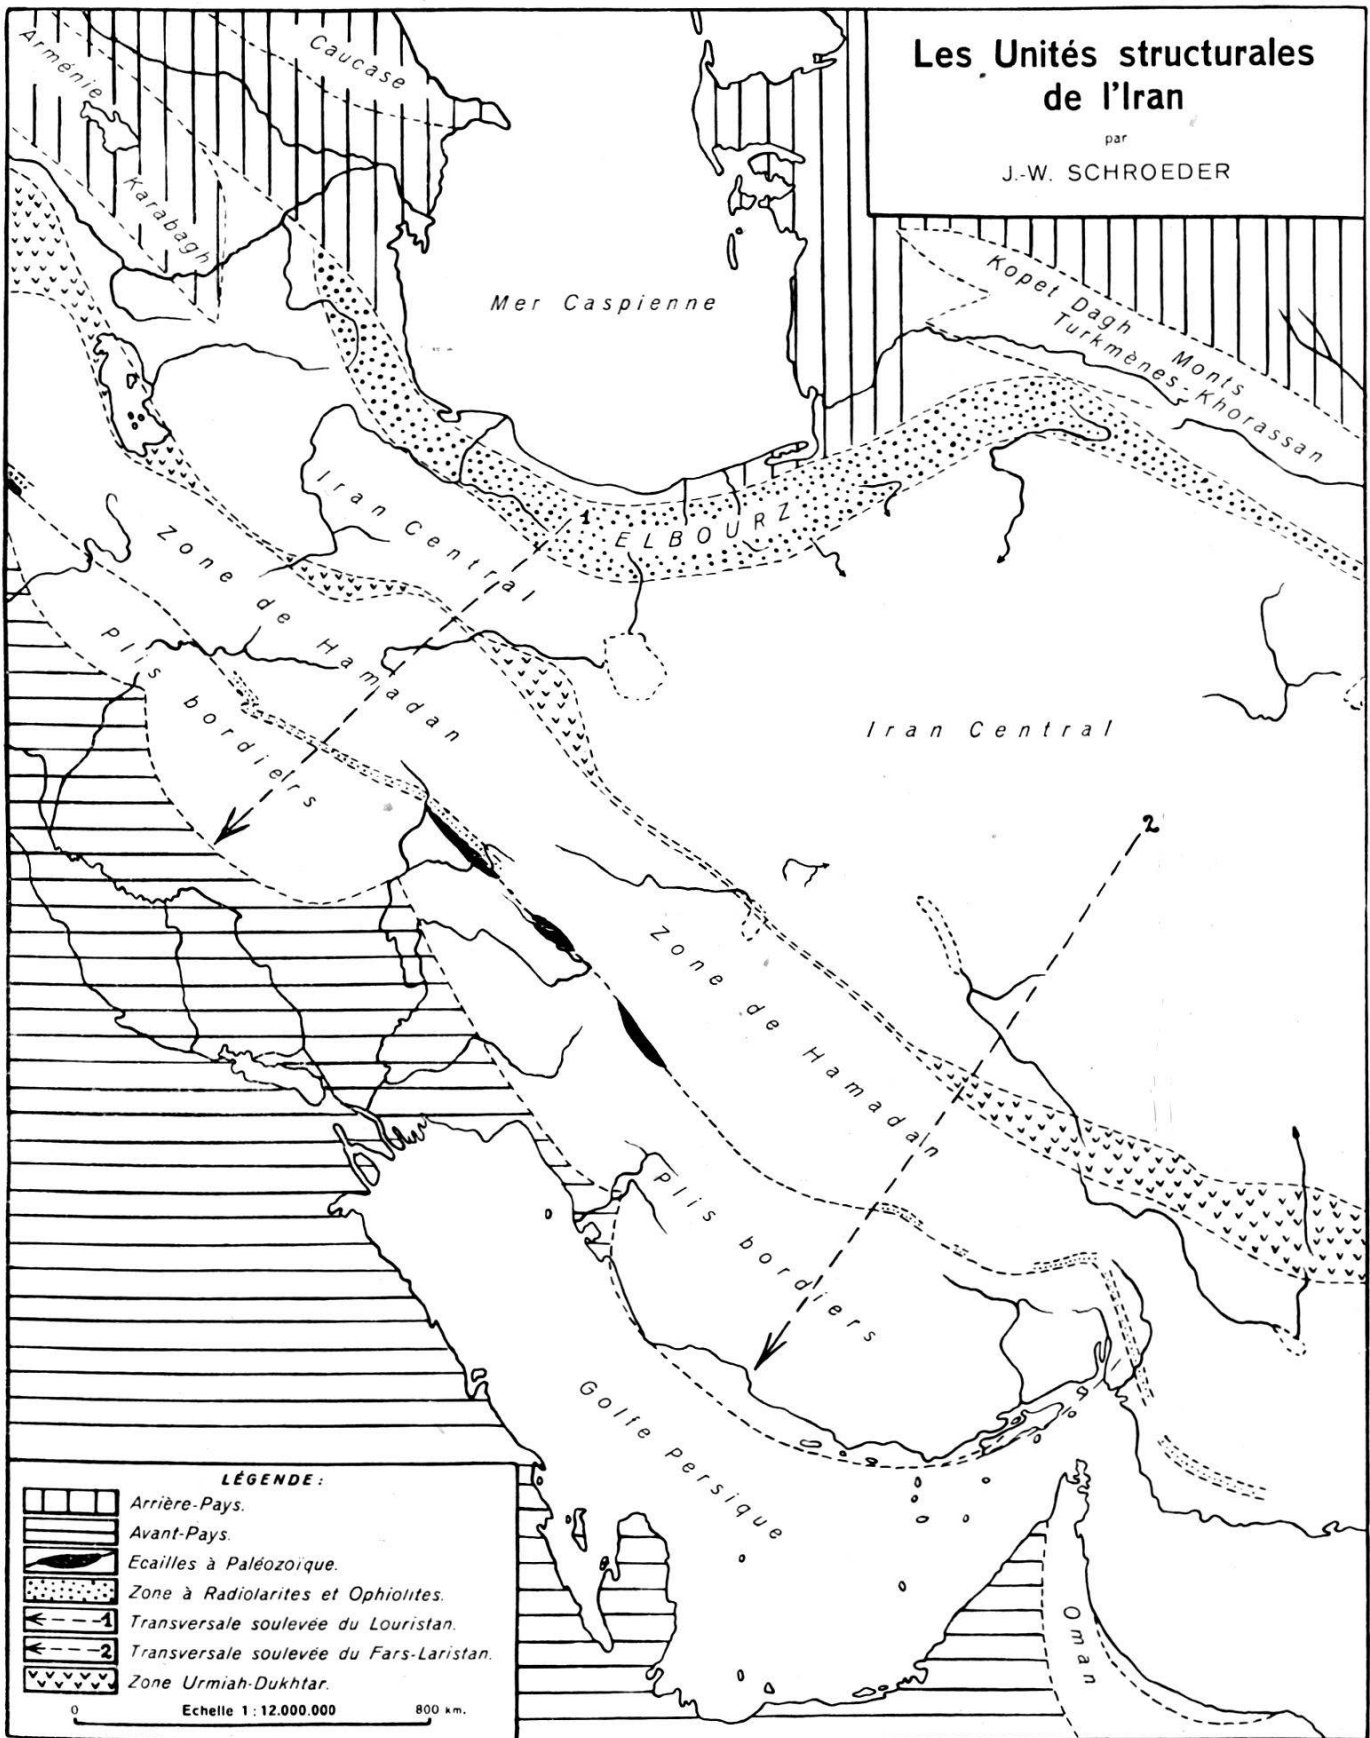 Les Unités structurales
de l'Iran
par
J.-W. SCHROEDER
Caucase
Arménie
Karabagh
Mer Caspienne
Kopet Dagh Monts
Turkmènes-Khorassan
Iran Central
1
ELBOURZ
Zone de Hamadan
Plis bordiers
Iran Central
2
Zone de Hamadan
Plis bordiers
Golfe Persique
Oman
LÉGENDE:
Arrière-Pays.
Avant-Pays.
Ecailles à Paléozoïque.
Zone à Radiolarites et Ophiolites.
1 Transversale soulevée du Louristan.
2 Transversale soulevée du Fars-Laristan.
Zone Urmiah-Dukhtar.
0 Echelle 1:12.000.000 800 km.